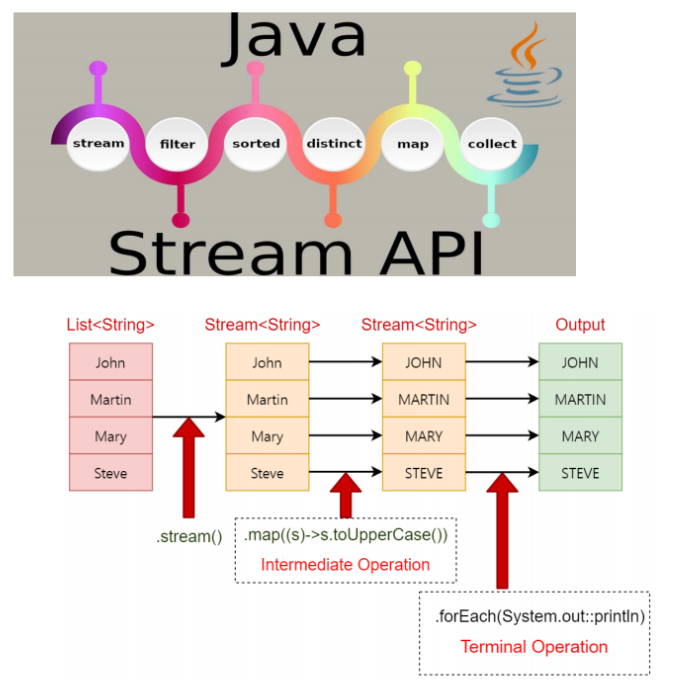 Java
stream filter sorted distinct map collect
Stream API
List<String> Stream<String> Stream<String> Output
John John JOHN JOHN
Martin Martin MARTIN MARTIN
Mary Mary MARY MARY
Steve Steve STEVE STEVE
.stream()
.map((s)->s.toUpperCase())
Intermediate Operation
.forEach(System.out::println)
Terminal Operation